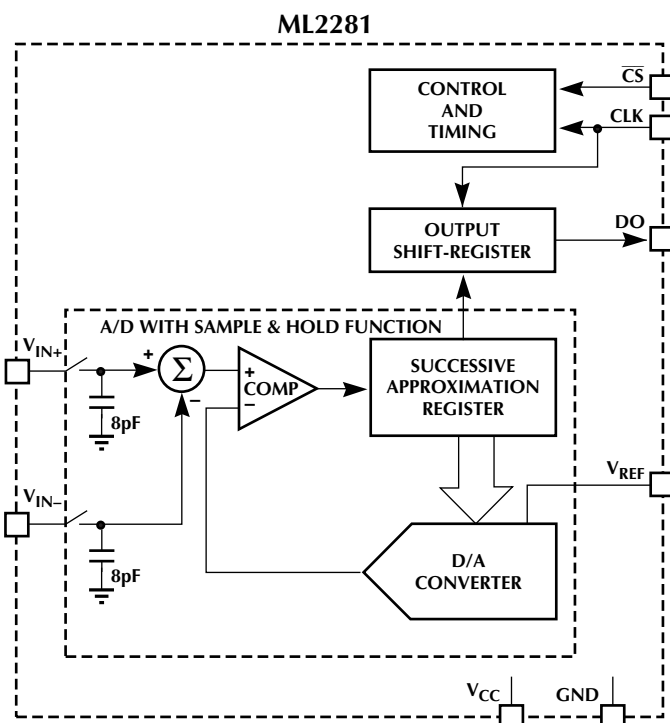 ML2281
CONTROL
AND
TIMING
CS
CLK
OUTPUT
SHIFT-REGISTER
DO
A/D WITH SAMPLE & HOLD FUNCTION
VIN+
+
Σ
−
+
COMP
−
8pF
SUCCESSIVE
APPROXIMATION
REGISTER
VREF
VIN−
8pF
D/A
CONVERTER
VCC
GND